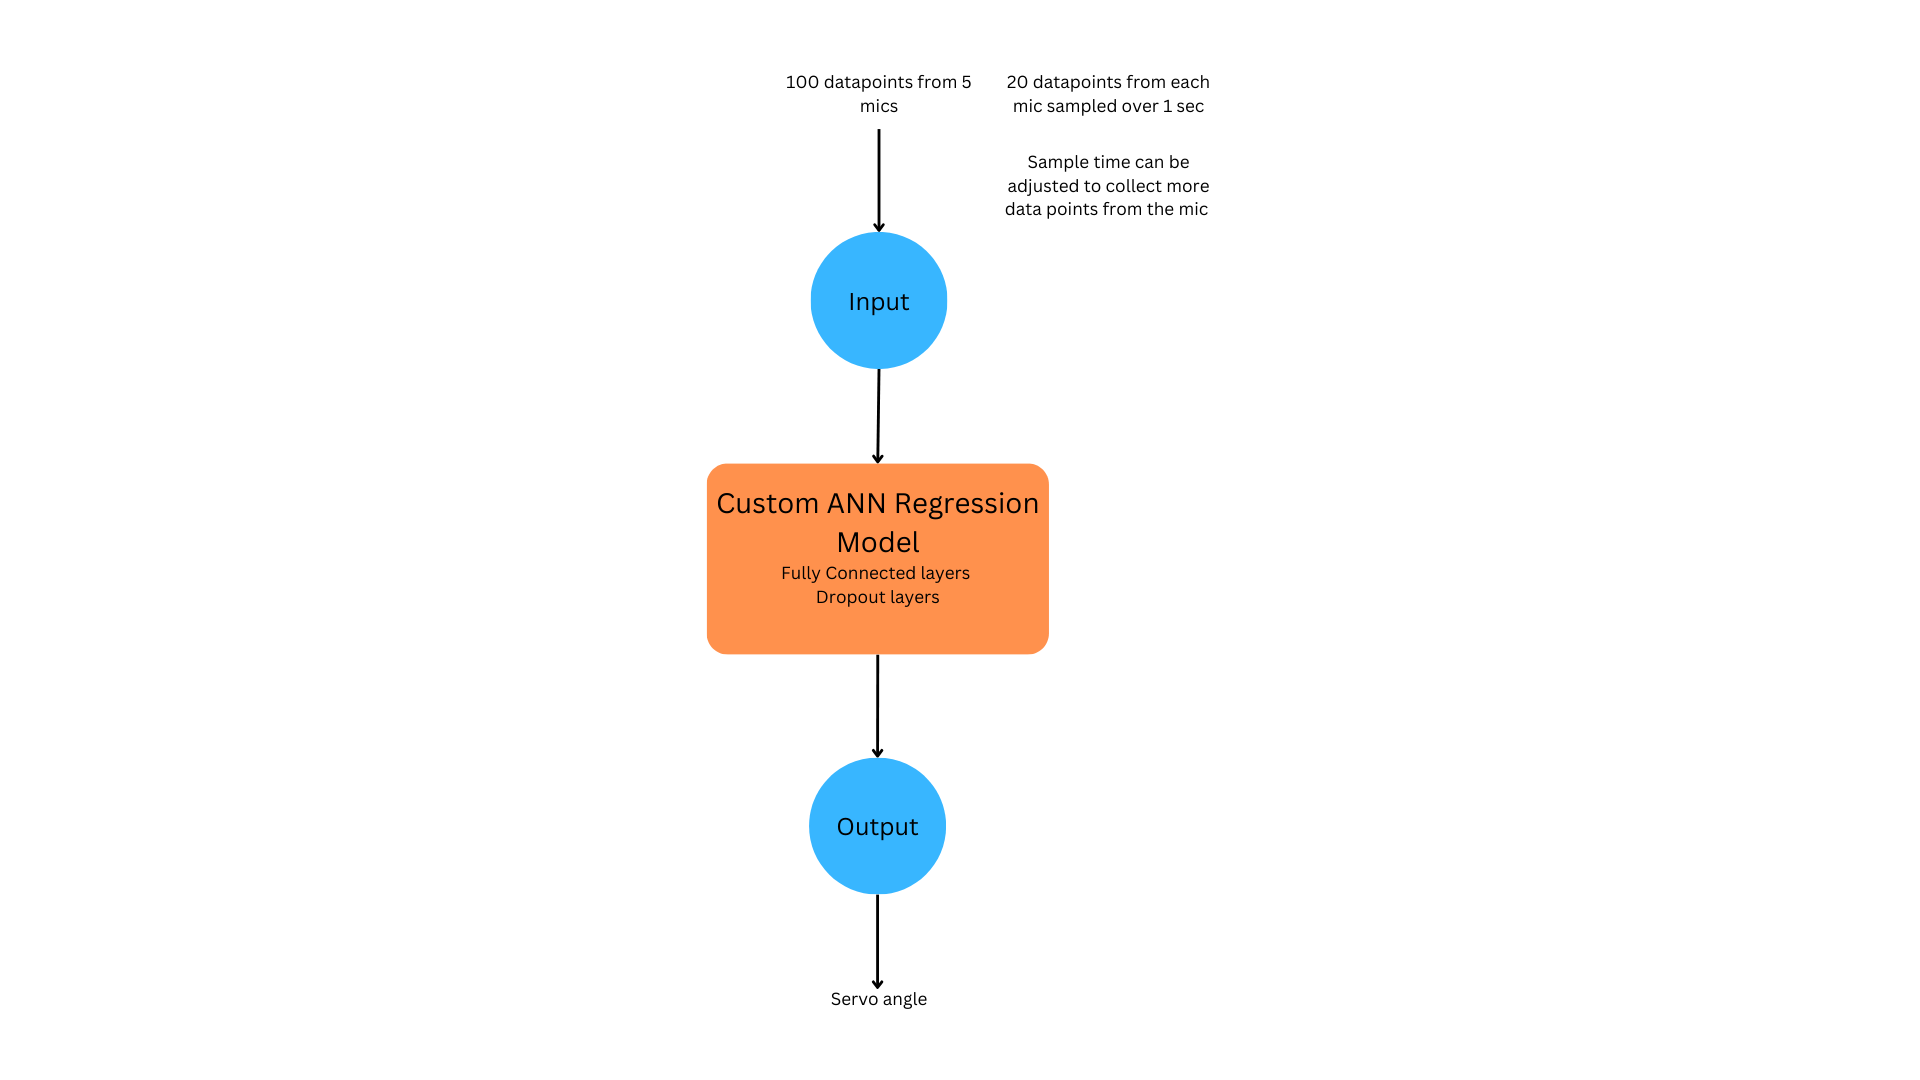 100 datapoints from 5
mics
20 datapoints from each
mic sampled over 1 sec
Sample time can be
adjusted to collect more
data points from the mic
Input
Custom ANN Regression
Model
Fully Connected layers
Dropout layers
Output
Servo angle